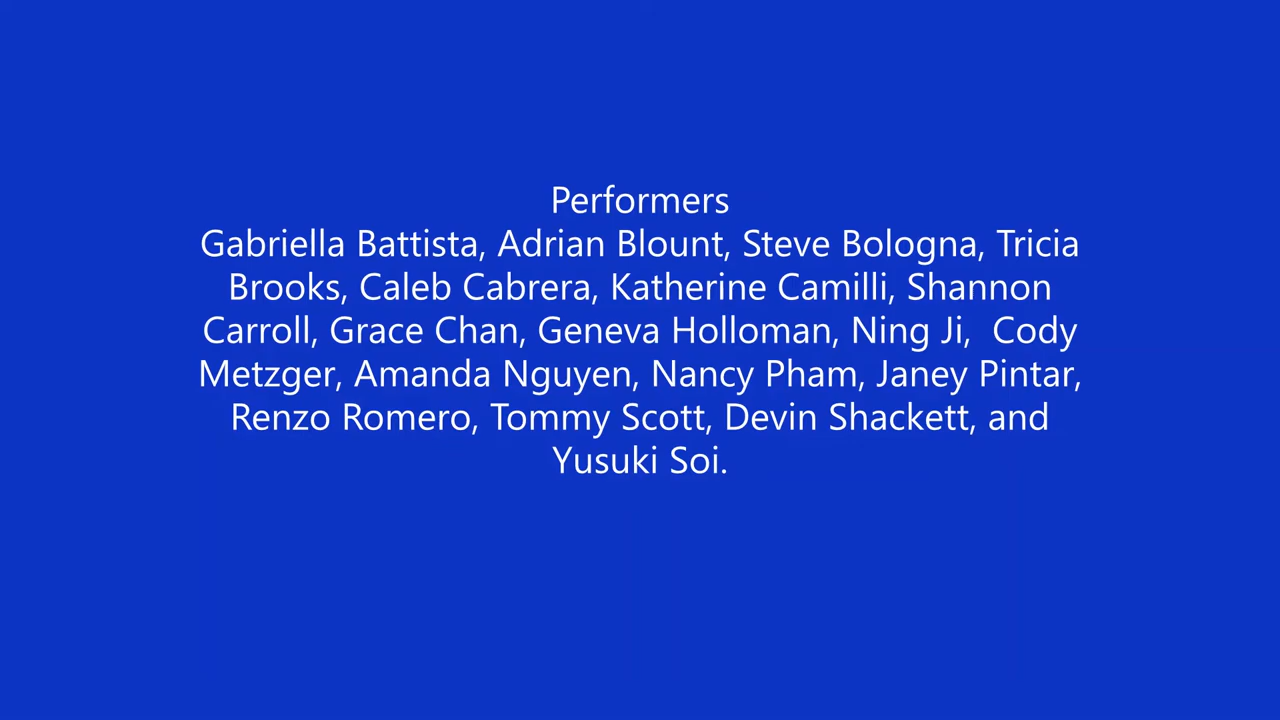 Performers
Gabriella Battista, Adrian Blount, Steve Bologna, Tricia
Brooks, Caleb Cabrera, Katherine Camilli, Shannon
Carroll, Grace Chan, Geneva Holloman, Ning Ji,  Cody
Metzger, Amanda Nguyen, Nancy Pham, Janey Pintar,
Renzo Romero, Tommy Scott, Devin Shackett, and
Yusuki Soi.